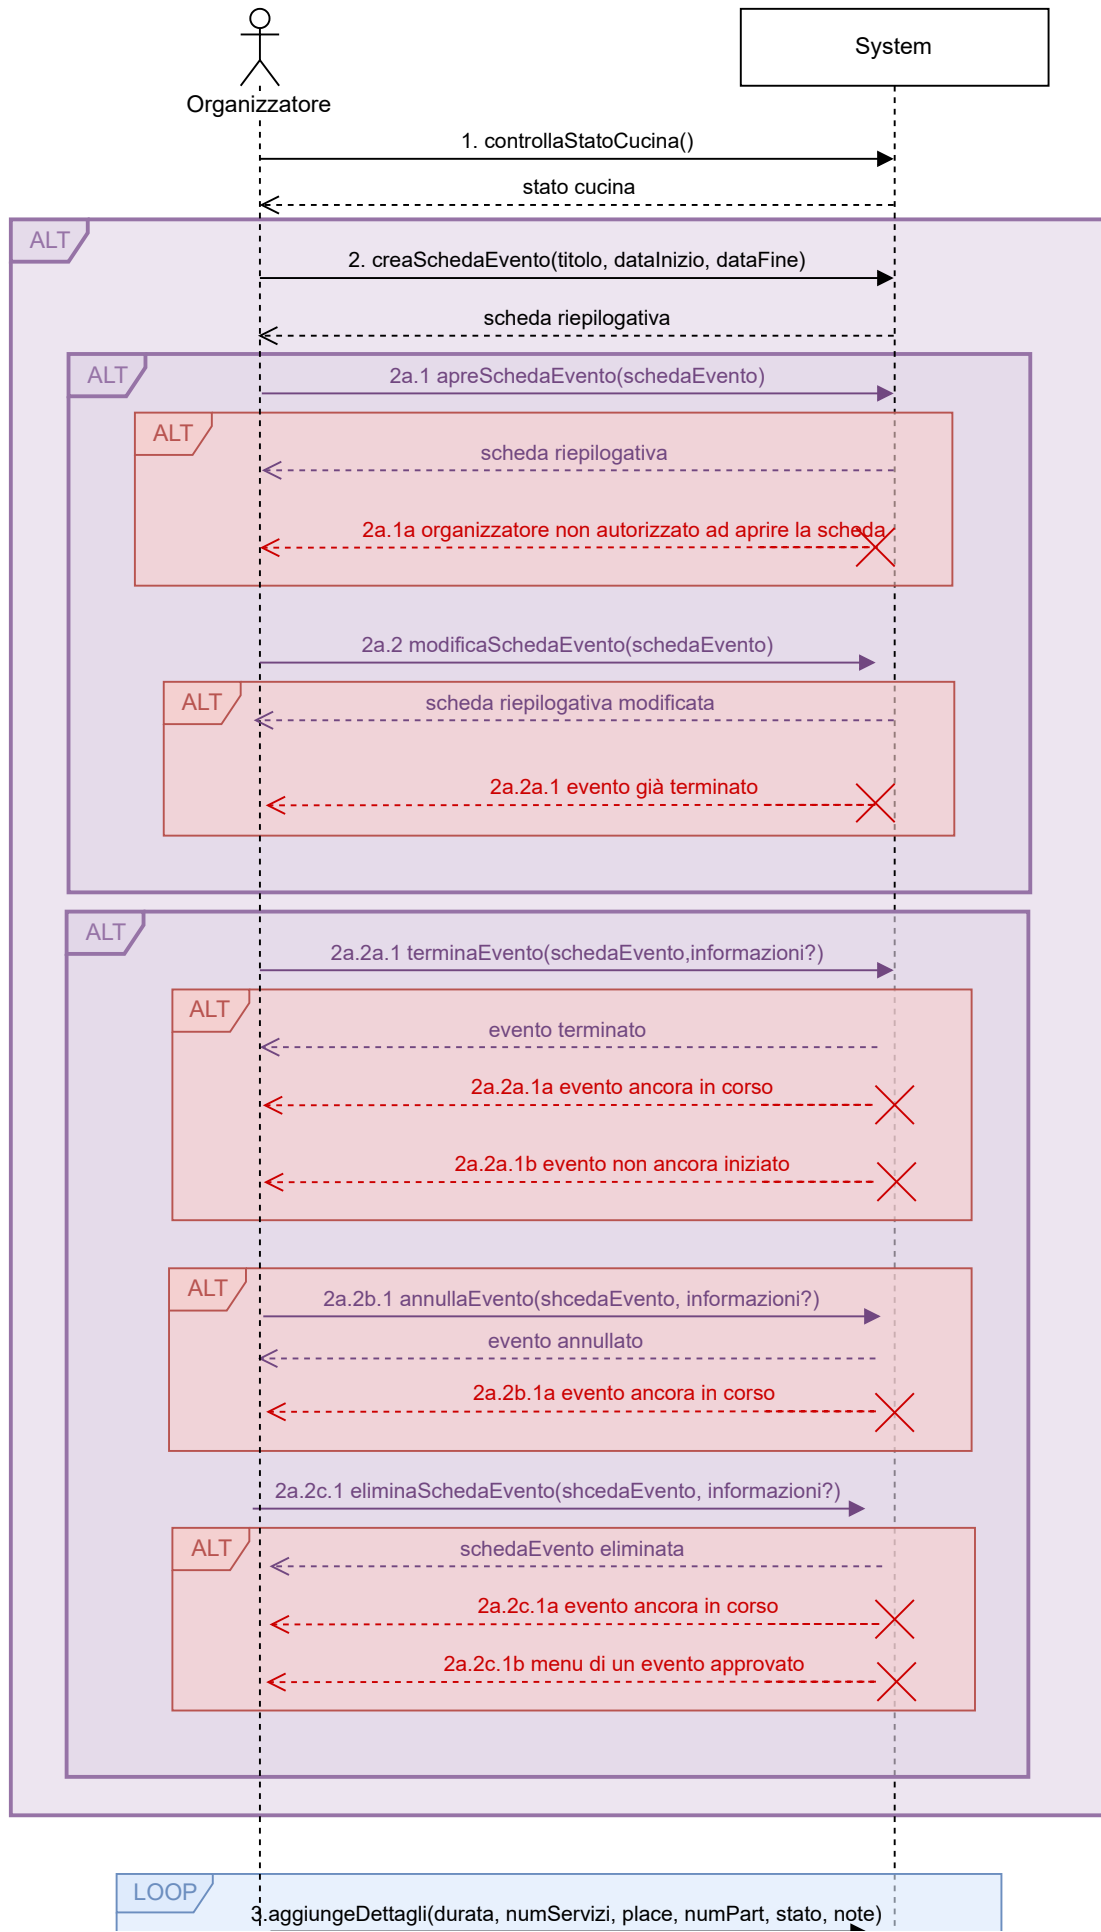 System
Organizzatore
1. controllaStatoCucina()
stato cucina
ALT
2. creaSchedaEvento(titolo, dataInizio, dataFine)
scheda riepilogativa
ALT
2a.1 apreSchedaEvento(schedaEvento)
ALT
scheda riepilogativa
2a.1a organizzatore non autorizzato ad aprire la scheda
2a.2 modificaSchedaEvento(schedaEvento)
ALT
scheda riepilogativa modificata
2a.2a.1 evento già terminato
ALT
2a.2a.1 terminaEvento(schedaEvento,informazioni?)
ALT
evento terminato
2a.2a.1a evento ancora in corso
2a.2a.1b evento non ancora iniziato
ALT
2a.2b.1 annullaEvento(shcedaEvento, informazioni?)
evento annullato
2a.2b.1a evento ancora in corso
2a.2c.1 eliminaSchedaEvento(shcedaEvento, informazioni?)
ALT
schedaEvento eliminata
2a.2c.1a evento ancora in corso
2a.2c.1b menu di un evento approvato
LOOP
3.aggiungeDettagli(durata, numServizi, place, numPart, stato, note)